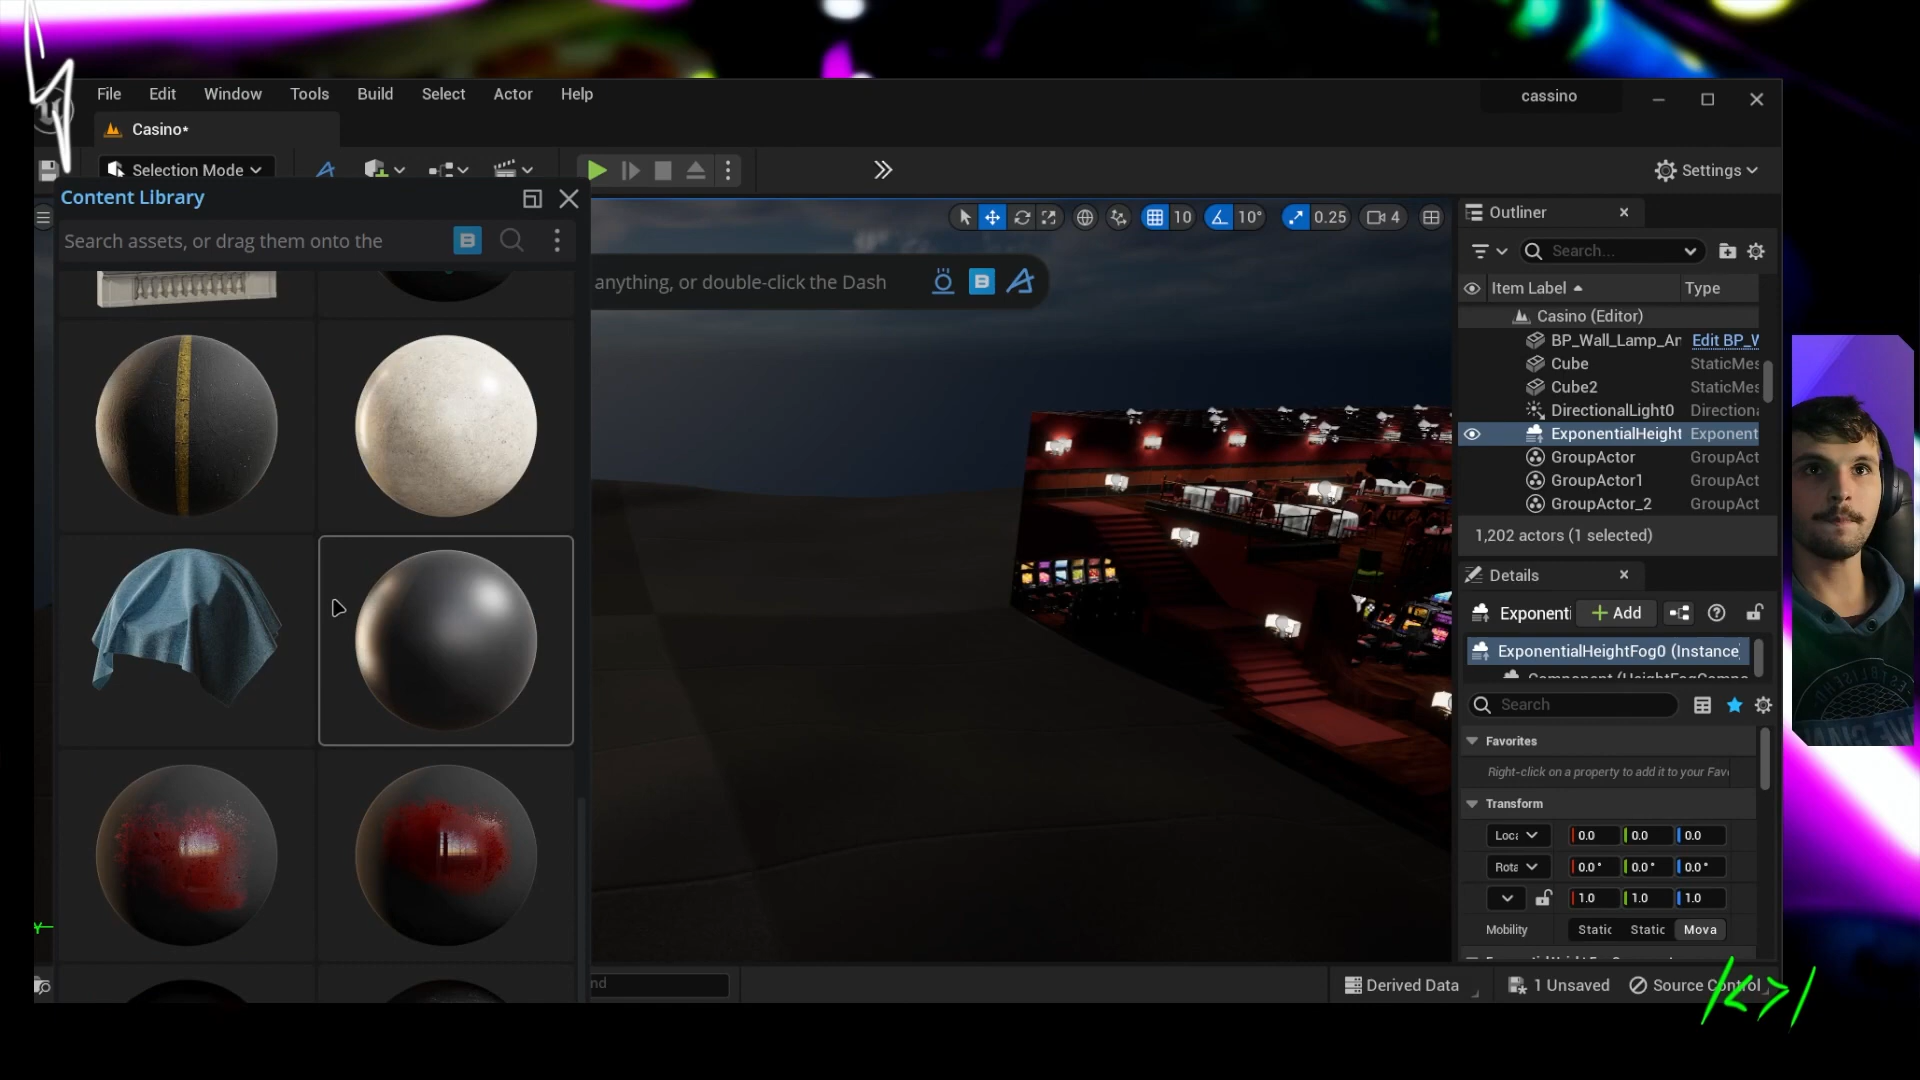 File Edit Window Tools Build Select Actor Help
cassino
Casino*
Selection Mode
Settings
Content Library
Search assets, or drag them onto the
anything, or double-click the Dash
10 10° 0.25 4
Outliner
Search...
Item Label Type
Casino (Editor)
BP_Wall_Lamp_Ar Edit BP_W
Cube StaticMes
Cube2 StaticMes
DirectionalLight0 Directiona
ExponentialHeight Exponent
GroupActor GroupAct
GroupActor1 GroupAct
GroupActor_2 GroupAct
1,202 actors (1 selected)
Details
Exponenti + Add
ExponentialHeightFog0 (Instance)
Search
Favorites
Right-click on a property to add it to your Favo
Transform
Loca 0.0 0.0 0.0
Rota 0.0° 0.0° 0.0°
1.0 1.0 1.0
Mobility Static Static Mova
nd
Derived Data 1 Unsaved Source Control